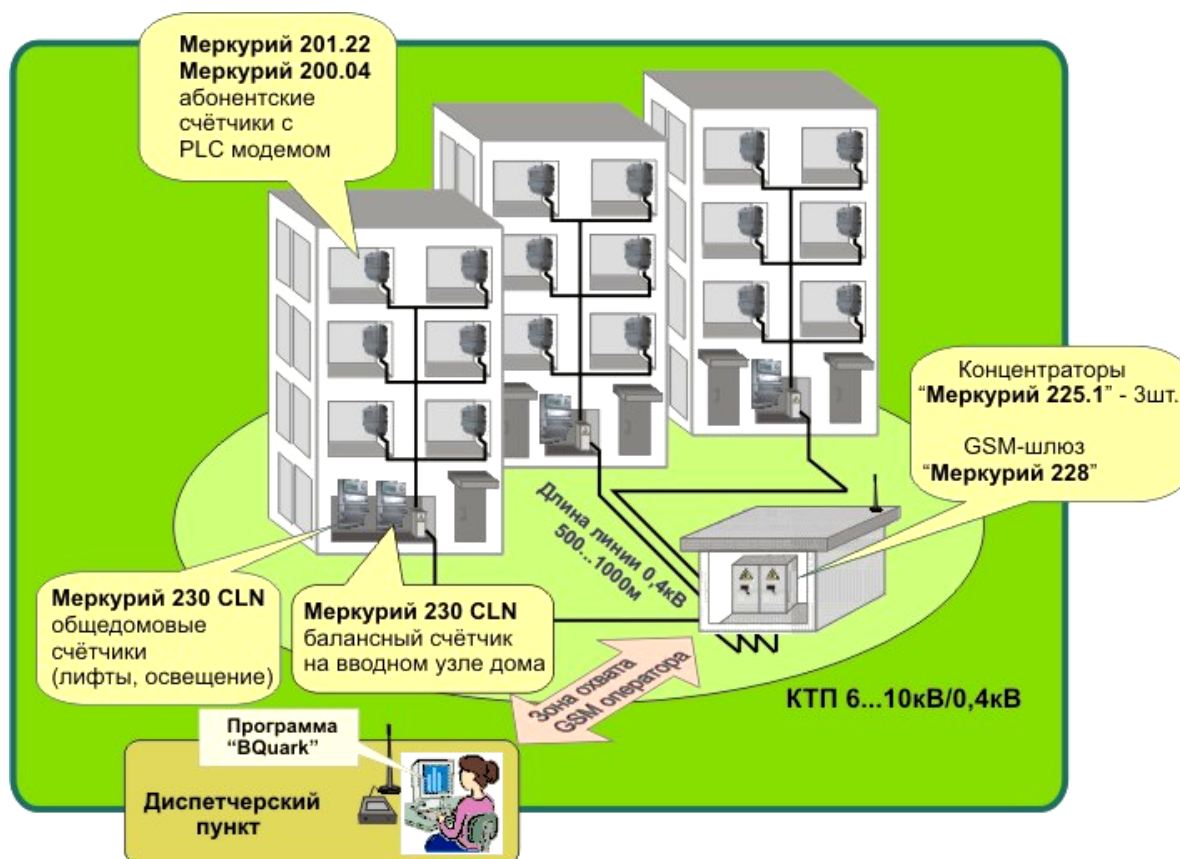 Меркурий 201.22
Меркурий 200.04
абонентские
счётчики с
PLC модемом
Концентраторы
“Меркурий 225.1” - 3шт.
GSM-шлюз
“Меркурий 228”
Длина линии 0,4кВ
500...1000м
Меркурий 230 CLN
общедомовые
счётчики
(лифты, освещение)
Меркурий 230 CLN
балансный счётчик
на вводном узле дома
Зона охвата
GSM оператора
КТП 6...10кВ/0,4кВ
Программа
“BQuark”
Диспетчерский
пункт